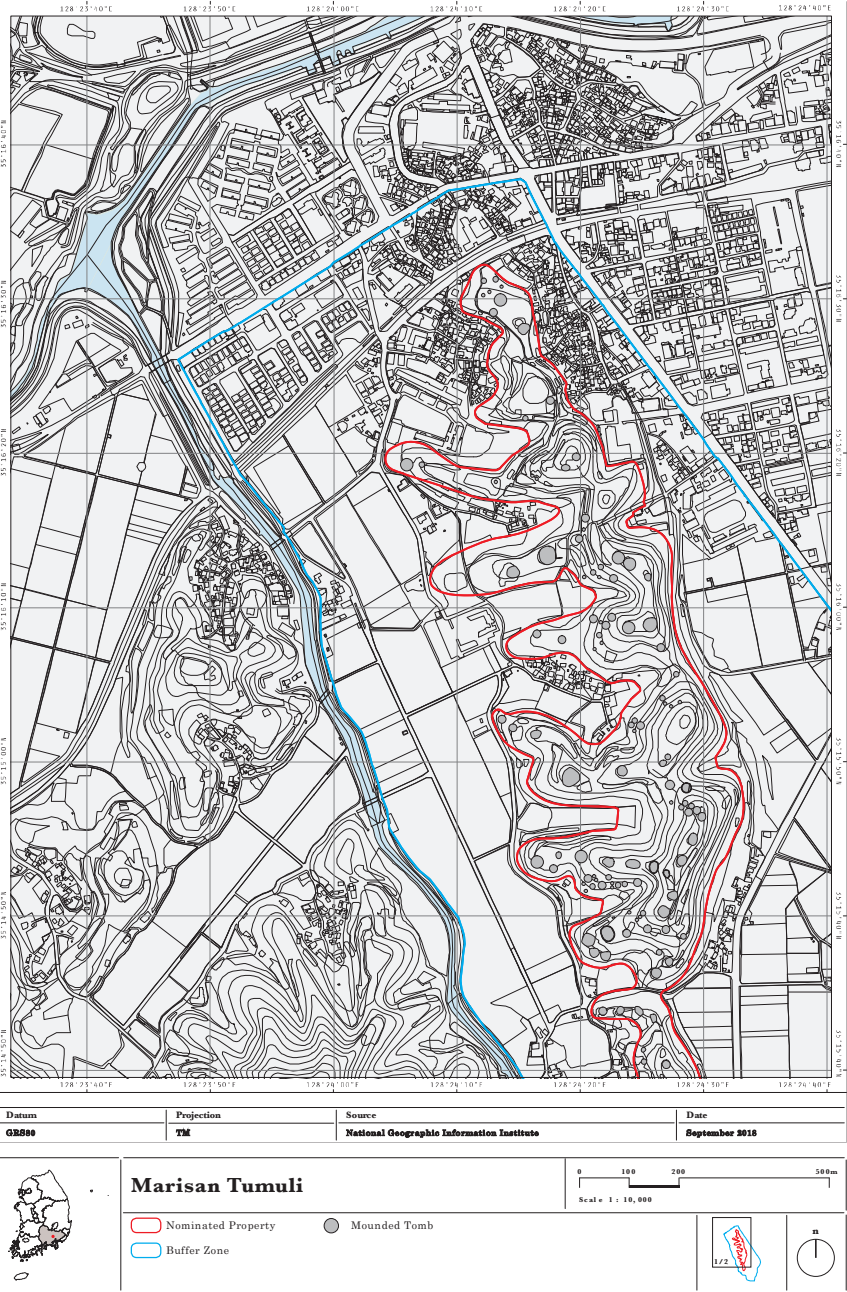 128°23'40"E 128°23'50"E 128°24'00"E 128°24'10"E 128°24'20"E 128°24'30"E 128°24'40"E
35°16'40"N 35°16'40"N
35°16'30"N 35°16'30"N
35°16'20"N 35°16'20"N
35°16'10"N 35°16'00"N
35°15'00"N 35°15'50"N
35°14'50"N 35°15'40"N
35°14'50"N 35°15'40"N
128°23'40"E 128°23'50"E 128°24'00"E 128°24'10"E 128°24'20"E 128°24'30"E 128°24'40"E
Datum Projection Source Date
GRS80 TM National Geographic Information Institute September 2018
Marisan Tumuli
0 100 200 500m
Scale 1 : 10,000
Nominated Property Mounded Tomb
Buffer Zone
1/2
n